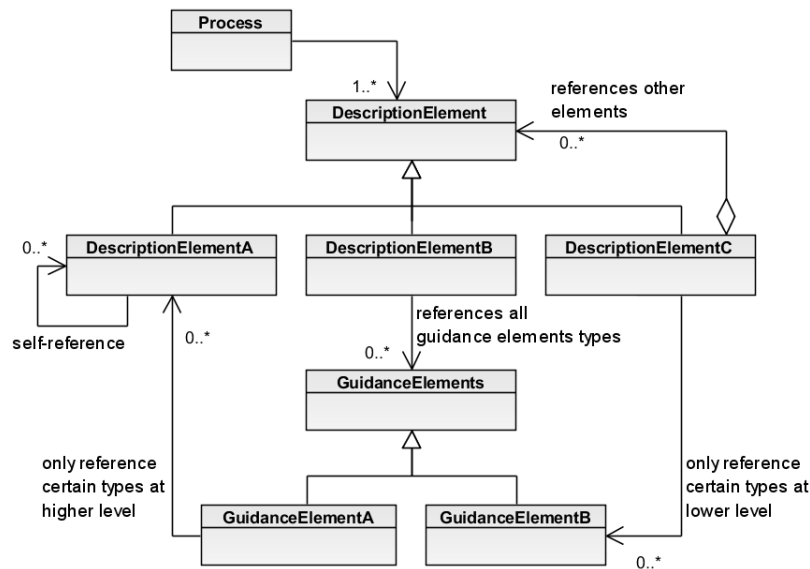 Process
1..*
references other
elements
DescriptionElement
0..*
0..*
DescriptionElementA
DescriptionElementB
DescriptionElementC
self-reference
0..*
references all
guidance elements types
0..*
GuidanceElements
only reference
certain types at
higher level
only reference
certain types at
lower level
GuidanceElementA
GuidanceElementB
0..*